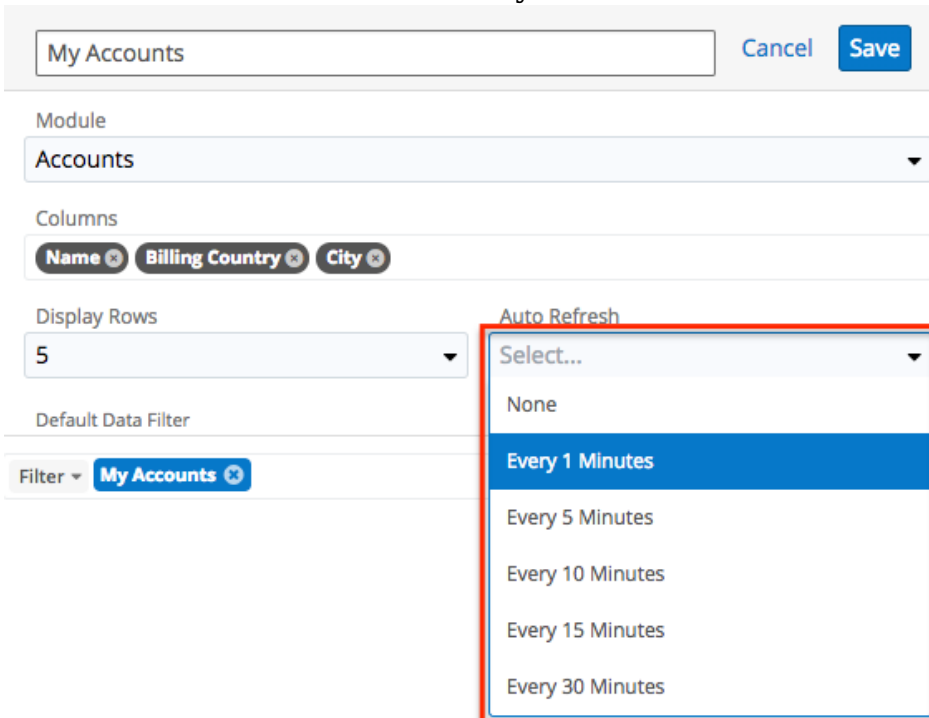 My Accounts
Cancel
Save
Module
Accounts
Columns
Name Billing Country City
Display Rows
Auto Refresh
5
Select...
None
Default Data Filter
Every 1 Minutes
Filter My Accounts
Every 5 Minutes
Every 10 Minutes
Every 15 Minutes
Every 30 Minutes